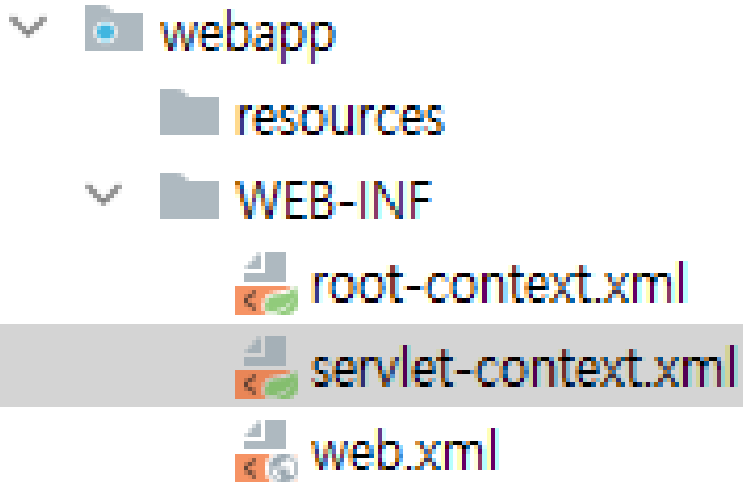 webapp
resources
WEB-INF
root-context.xml
servlet-context.xml
web.xml